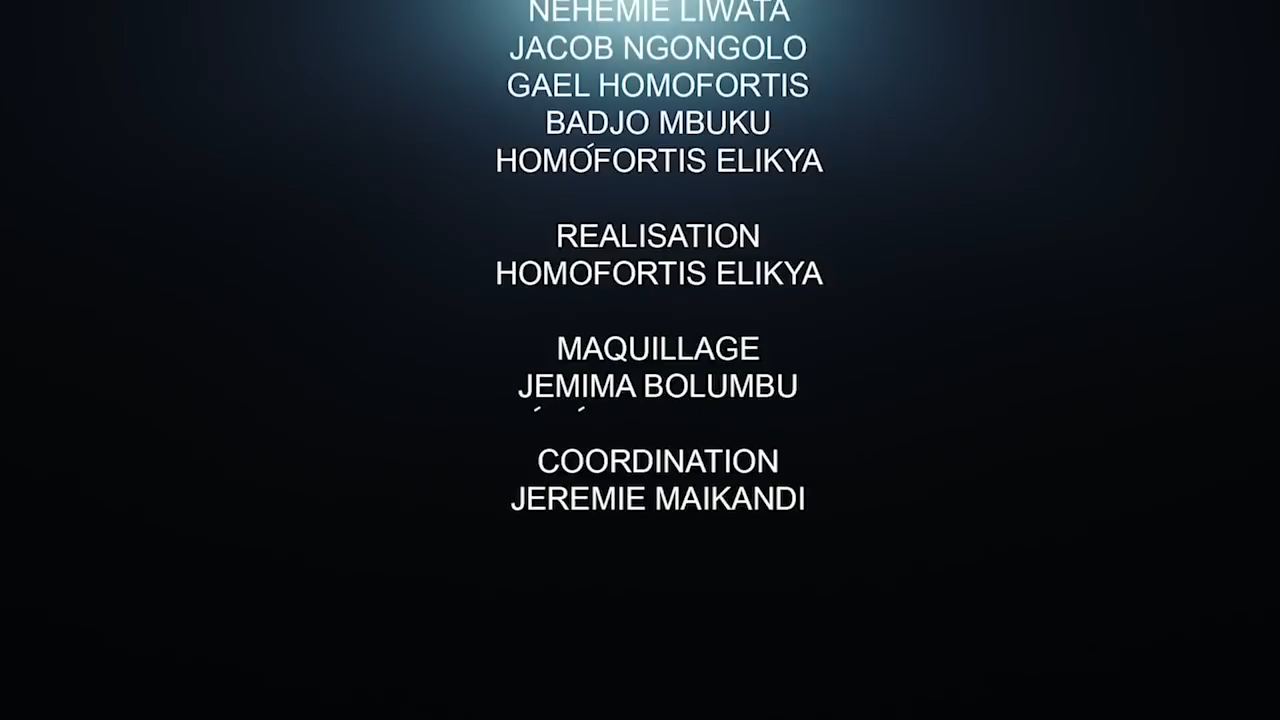 NEHEMIE LIWATA
JACOB NGONGOLO
GAEL HOMOFORTIS
BADJO MBUKU
HOMOFORTIS ELIKYA
REALISATION
HOMOFORTIS ELIKYA
MAQUILLAGE
JEMIMA BOLUMBU
COORDINATION
JEREMIE MAIKANDI